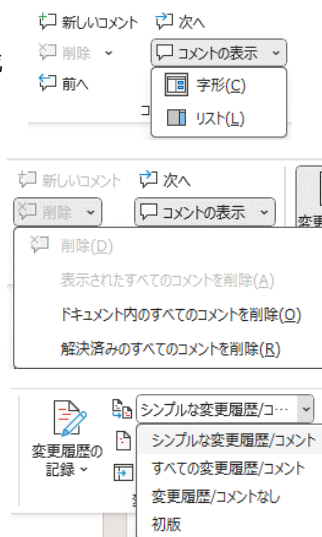 新しいコメント 次へ
削除 コメントの表示
前へ 字形(C)
コ リスト(L)
新しいコメント 次へ
削除 コメントの表示
変更
削除(D)
表示されたすべてのコメントを削除(A)
ドキュメント内のすべてのコメントを削除(O)
解決済みのすべてのコメントを削除(R)
シンプルな変更履歴/コ…
変更履歴の
記録
シンプルな変更履歴/コメント
すべての変更履歴/コメント
変更履歴/コメントなし
初版